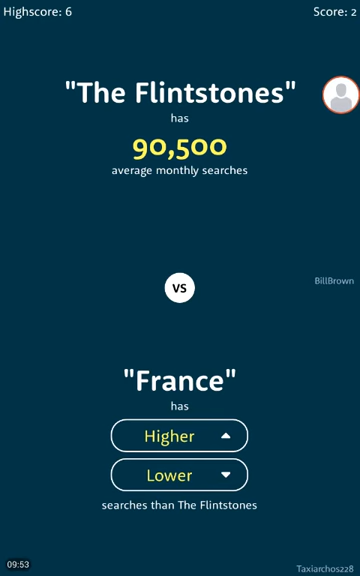 Highscore: 6
Score: 2
"The Flintstones"
has
90,500
average monthly searches
BillBrown
VS
"France"
has
Higher
Lower
searches than The Flintstones
09:53
Taxiarchos228